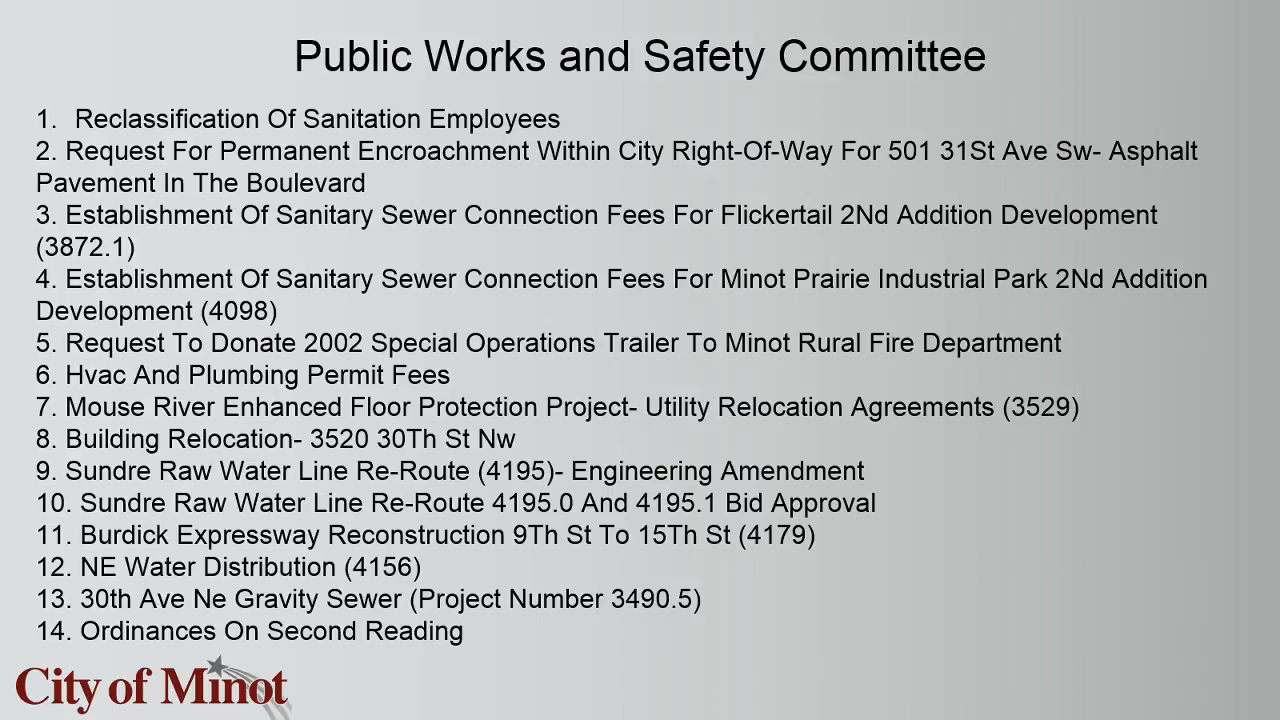 Public Works and Safety Committee
1. Reclassification Of Sanitation Employees
2. Request For Permanent Encroachment Within City Right-Of-Way For 501 31St Ave Sw- Asphalt
Pavement In The Boulevard
3. Establishment Of Sanitary Sewer Connection Fees For Flickertail 2Nd Addition Development
(3872.1)
4. Establishment Of Sanitary Sewer Connection Fees For Minot Prairie Industrial Park 2Nd Addition
Development (4098)
5. Request To Donate 2002 Special Operations Trailer To Minot Rural Fire Department
6. Hvac And Plumbing Permit Fees
7. Mouse River Enhanced Floor Protection Project- Utility Relocation Agreements (3529)
8. Building Relocation- 3520 30Th St Nw
9. Sundre Raw Water Line Re-Route (4195)- Engineering Amendment
10. Sundre Raw Water Line Re-Route 4195.0 And 4195.1 Bid Approval
11. Burdick Expressway Reconstruction 9Th St To 15Th St (4179)
12. NE Water Distribution (4156)
13. 30th Ave Ne Gravity Sewer (Project Number 3490.5)
14. Ordinances On Second Reading
City of Minot